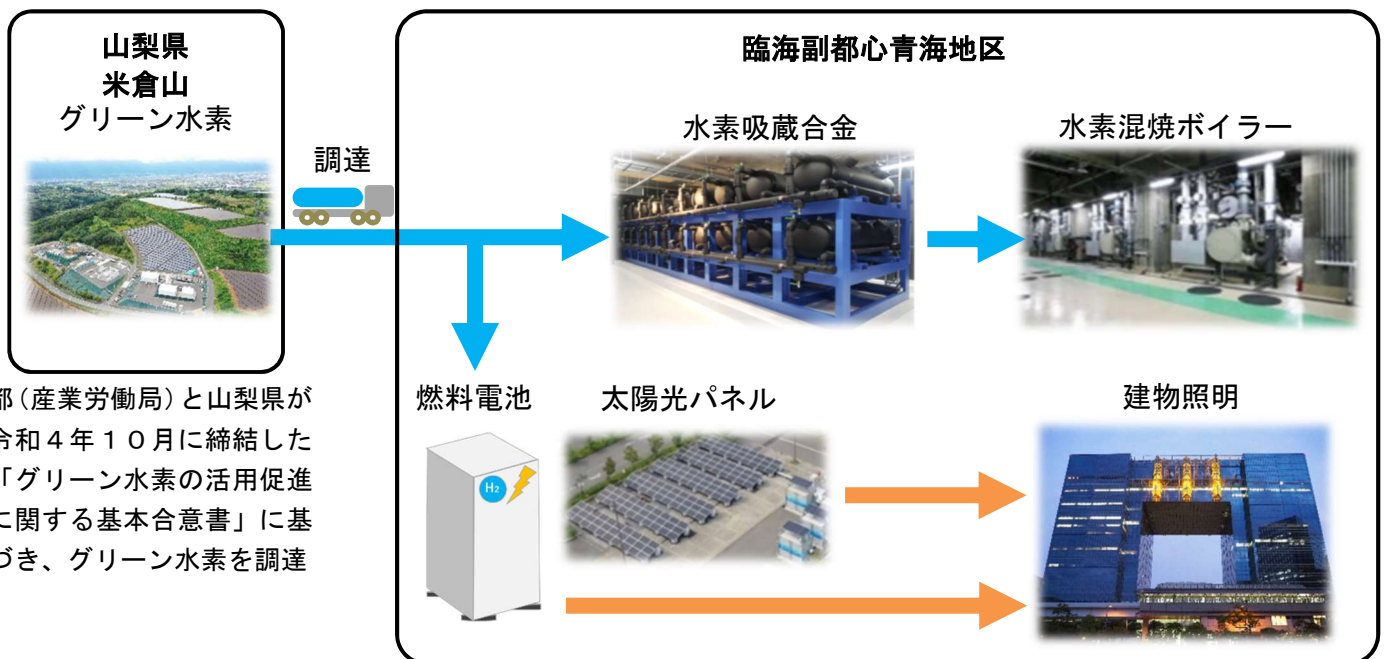 山梨県
米倉山
グリーン水素
調達
臨海副都心青海地区
水素吸蔵合金
水素混焼ボイラー
燃料電池
H2
太陽光パネル
建物照明
都(産業労働局)と山梨県が
令和4年10月に締結した
「グリーン水素の活用促進
に関する基本合意書」に基
づき、グリーン水素を調達